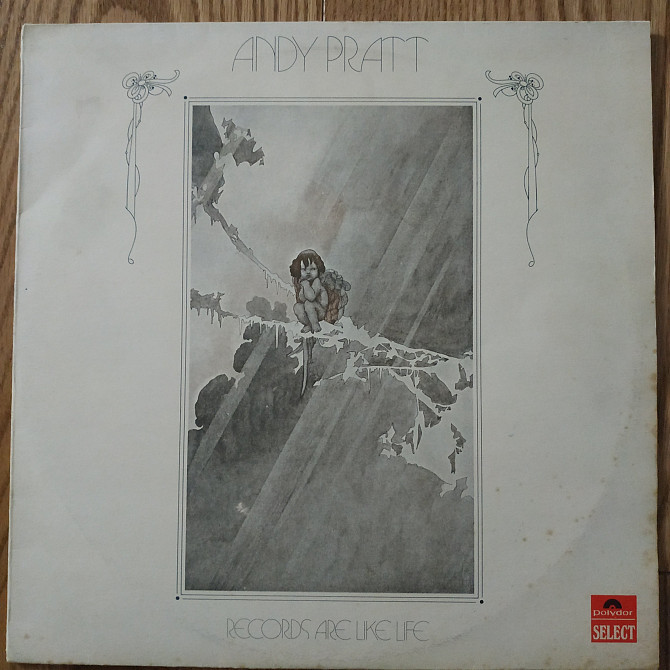 ANDY PRATT
RECORDS ARE LIKE LIFE
polydor
SELECT